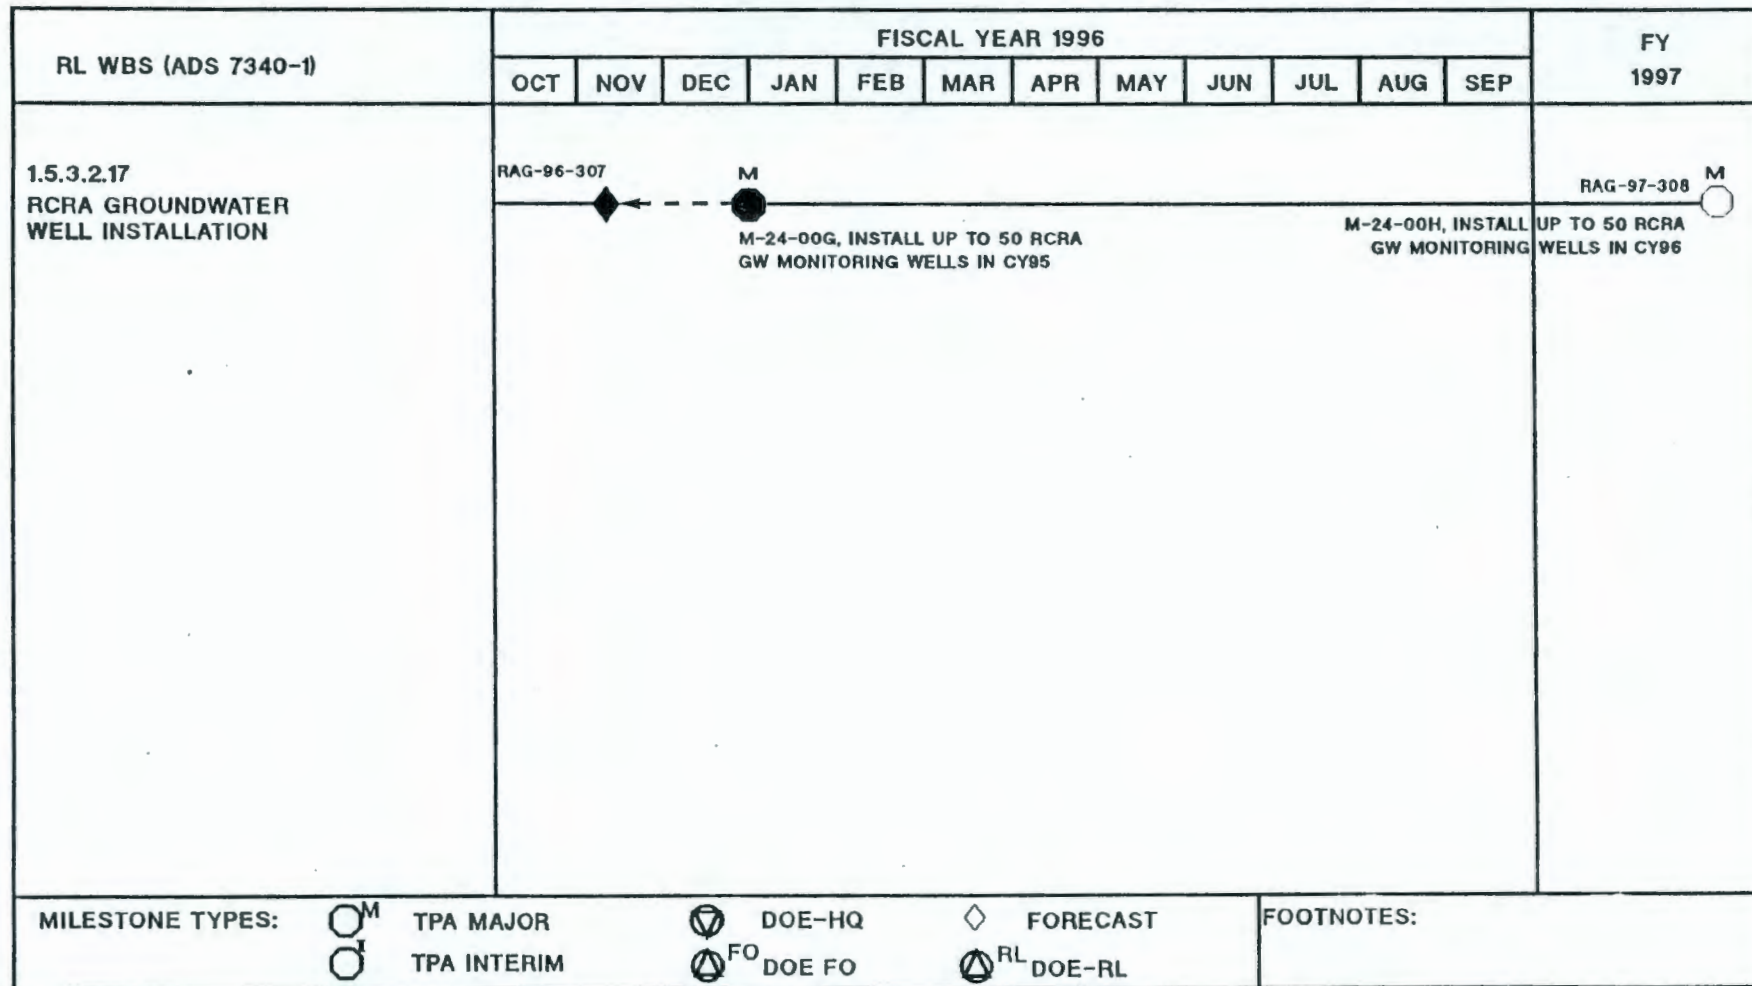 RL WBS (ADS 7340-1)
FISCAL YEAR 1996
FY
1997
OCT NOV DEC JAN FEB MAR APR MAY JUN JUL AUG SEP
1.5.3.2.17
RCRA GROUNDWATER
WELL INSTALLATION
RAG-96-307
M
M-24-00G, INSTALL UP TO 50 RCRA
GW MONITORING WELLS IN CY95
RAG-97-308
M
M-24-00H, INSTALL UP TO 50 RCRA
GW MONITORING WELLS IN CY96
MILESTONE TYPES:
M TPA MAJOR
DOE-HQ
FORECAST
I TPA INTERIM
FO DOE FO
RL DOE-RL
FOOTNOTES: